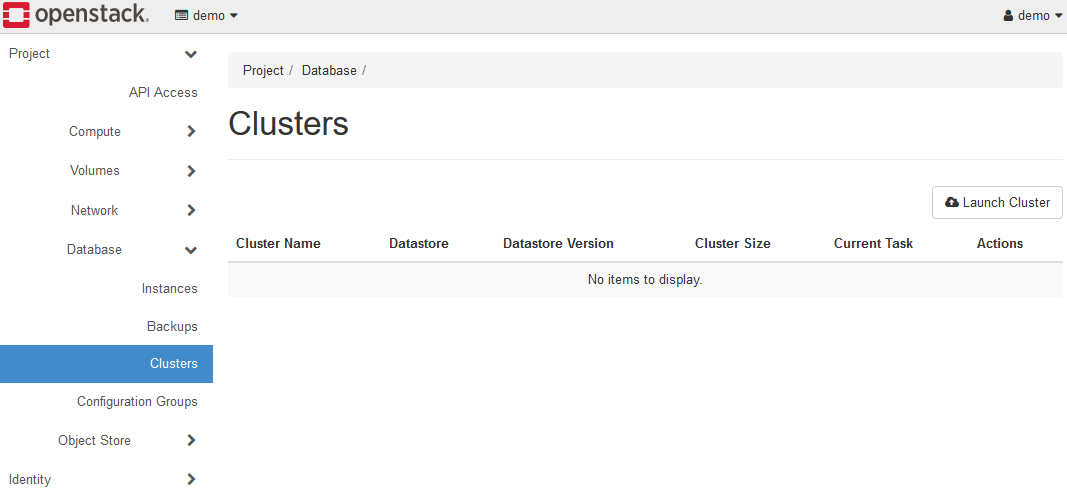 openstack. demo demo
Project
API Access
Compute
Volumes
Network
Database
Instances
Backups
Clusters
Configuration Groups
Object Store
Identity
Project / Database /
Clusters
Launch Cluster
Cluster Name Datastore Datastore Version Cluster Size Current Task Actions
No items to display.